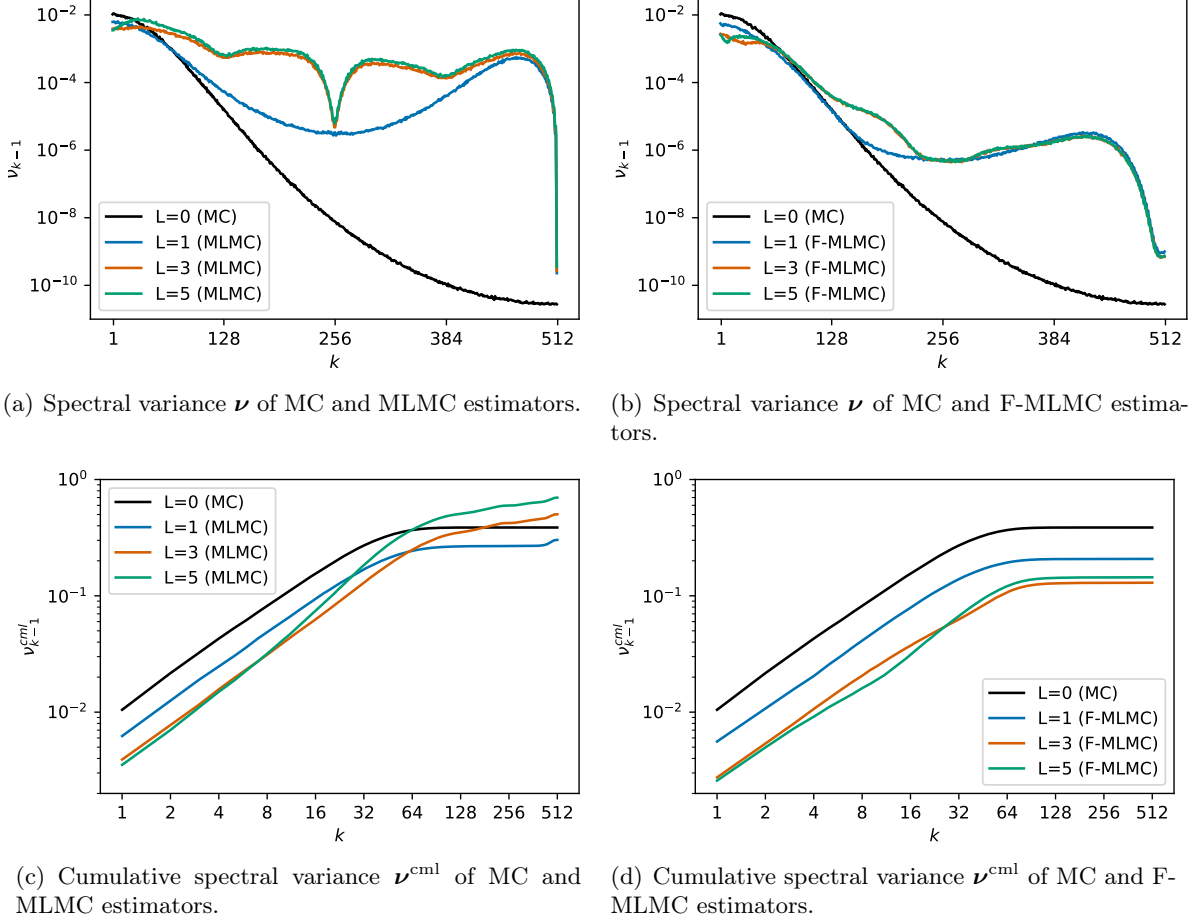 10⁻²
10⁻⁴
10⁻⁶
10⁻⁸
10⁻¹⁰
νₖ₋₁
L=0 (MC)
L=1 (MLMC)
L=3 (MLMC)
L=5 (MLMC)
1 128 256 384 512
k
(a) Spectral variance ν of MC and MLMC estimators.
10⁻²
10⁻⁴
10⁻⁶
10⁻⁸
10⁻¹⁰
νₖ₋₁
L=0 (MC)
L=1 (F-MLMC)
L=3 (F-MLMC)
L=5 (F-MLMC)
1 128 256 384 512
k
(b) Spectral variance ν of MC and F-MLMC estima-
tors.
10⁰
10⁻¹
10⁻²
ν^{cml}_{k−1}
L=0 (MC)
L=1 (MLMC)
L=3 (MLMC)
L=5 (MLMC)
1 2 4 8 16 32 64 128 256 512
k
(c) Cumulative spectral variance ν^{cml} of MC and
MLMC estimators.
10⁰
10⁻¹
10⁻²
ν^{cml}_{k−1}
L=0 (MC)
L=1 (F-MLMC)
L=3 (F-MLMC)
L=5 (F-MLMC)
1 2 4 8 16 32 64 128 256 512
k
(d) Cumulative spectral variance ν^{cml} of MC and F-
MLMC estimators.